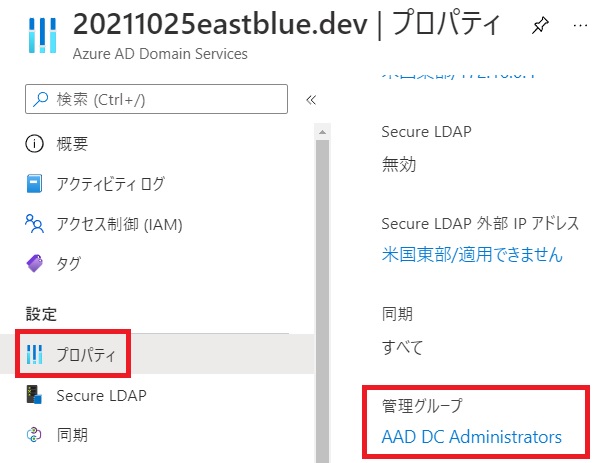 20211025eastblue.dev | プロパティ
Azure AD Domain Services
検索 (Ctrl+/)
概要
アクティビティ ログ
アクセス制御 (IAM)
タグ
設定
プロパティ
Secure LDAP
同期
Secure LDAP
無効
Secure LDAP 外部 IP アドレス
米国東部/適用できません
同期
すべて
管理グループ
AAD DC Administrators